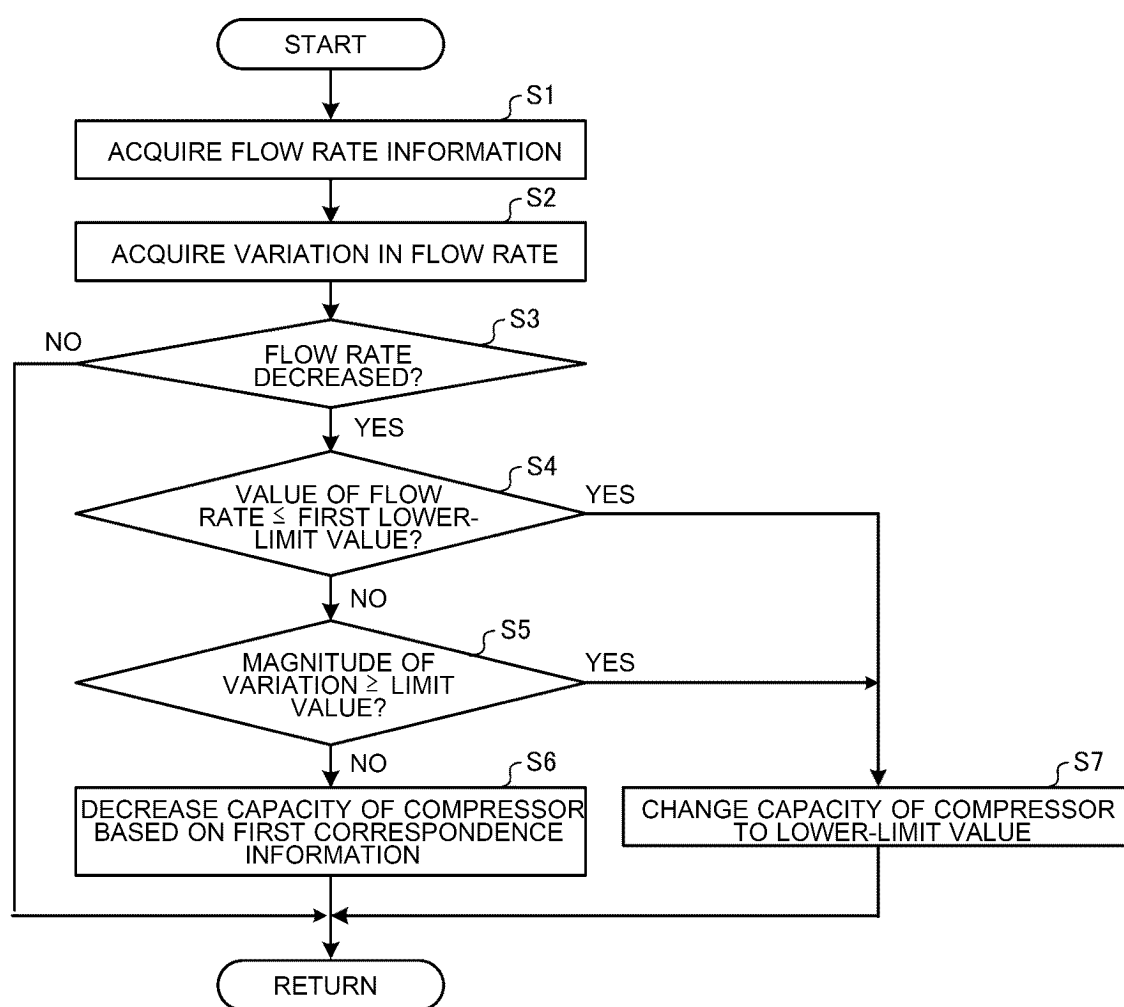 START
S1
ACQUIRE FLOW RATE INFORMATION
S2
ACQUIRE VARIATION IN FLOW RATE
S3
NO
FLOW RATE
DECREASED?
YES
S4
VALUE OF FLOW
RATE ≤ FIRST LOWER-
LIMIT VALUE?
YES
NO
S5
MAGNITUDE OF
VARIATION ≥ LIMIT
VALUE?
YES
NO
S6
DECREASE CAPACITY OF COMPRESSOR
BASED ON FIRST CORRESPONDENCE
INFORMATION
S7
CHANGE CAPACITY OF COMPRESSOR
TO LOWER-LIMIT VALUE
RETURN